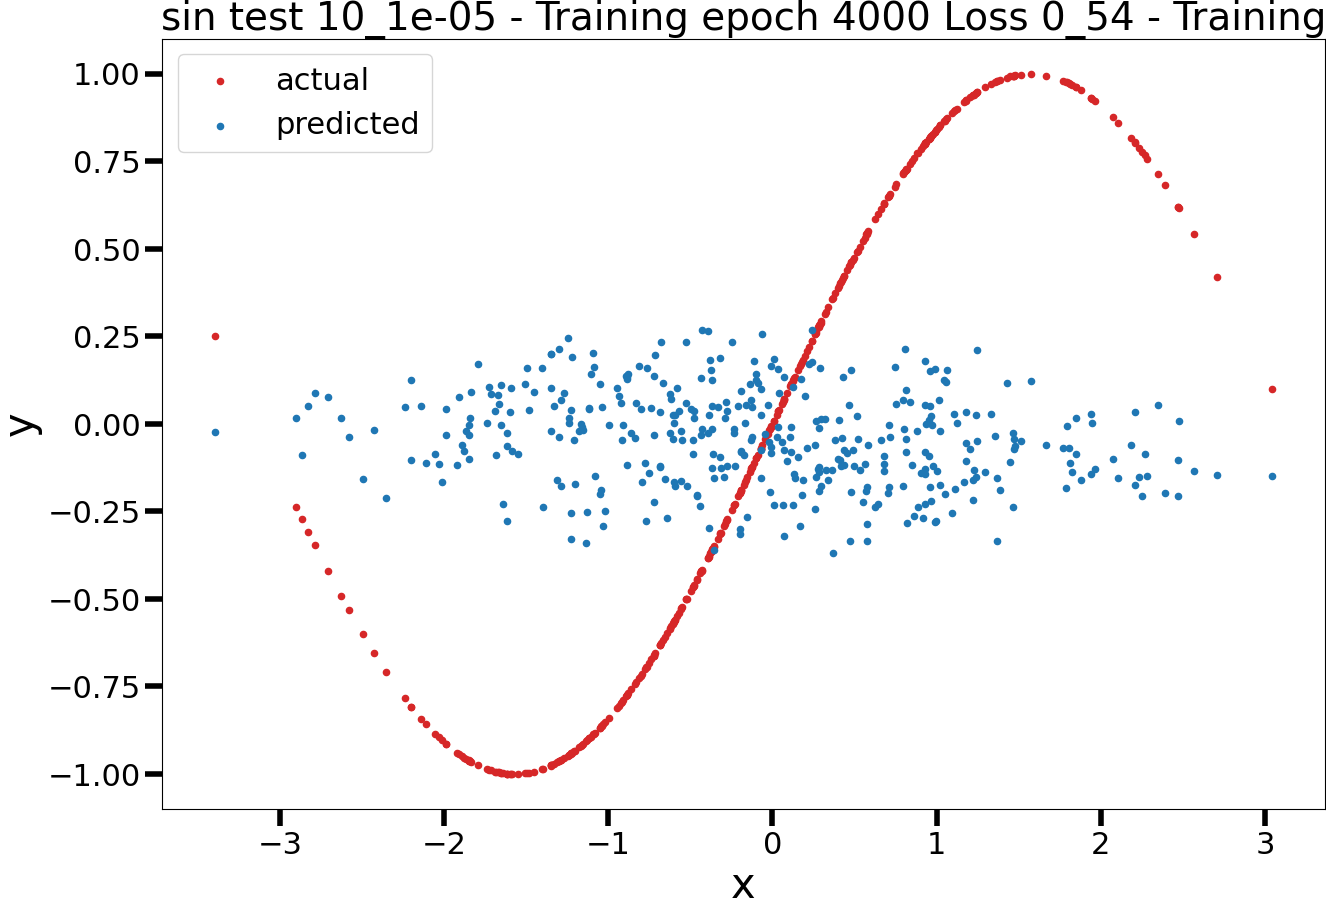 sin test 10_1e-05 - Training epoch 4000 Loss 0_54 - Training
actual
predicted
1.00
0.75
0.50
0.25
0.00
−0.25
−0.50
−0.75
−1.00
y
−3 −2 −1 0 1 2 3
x